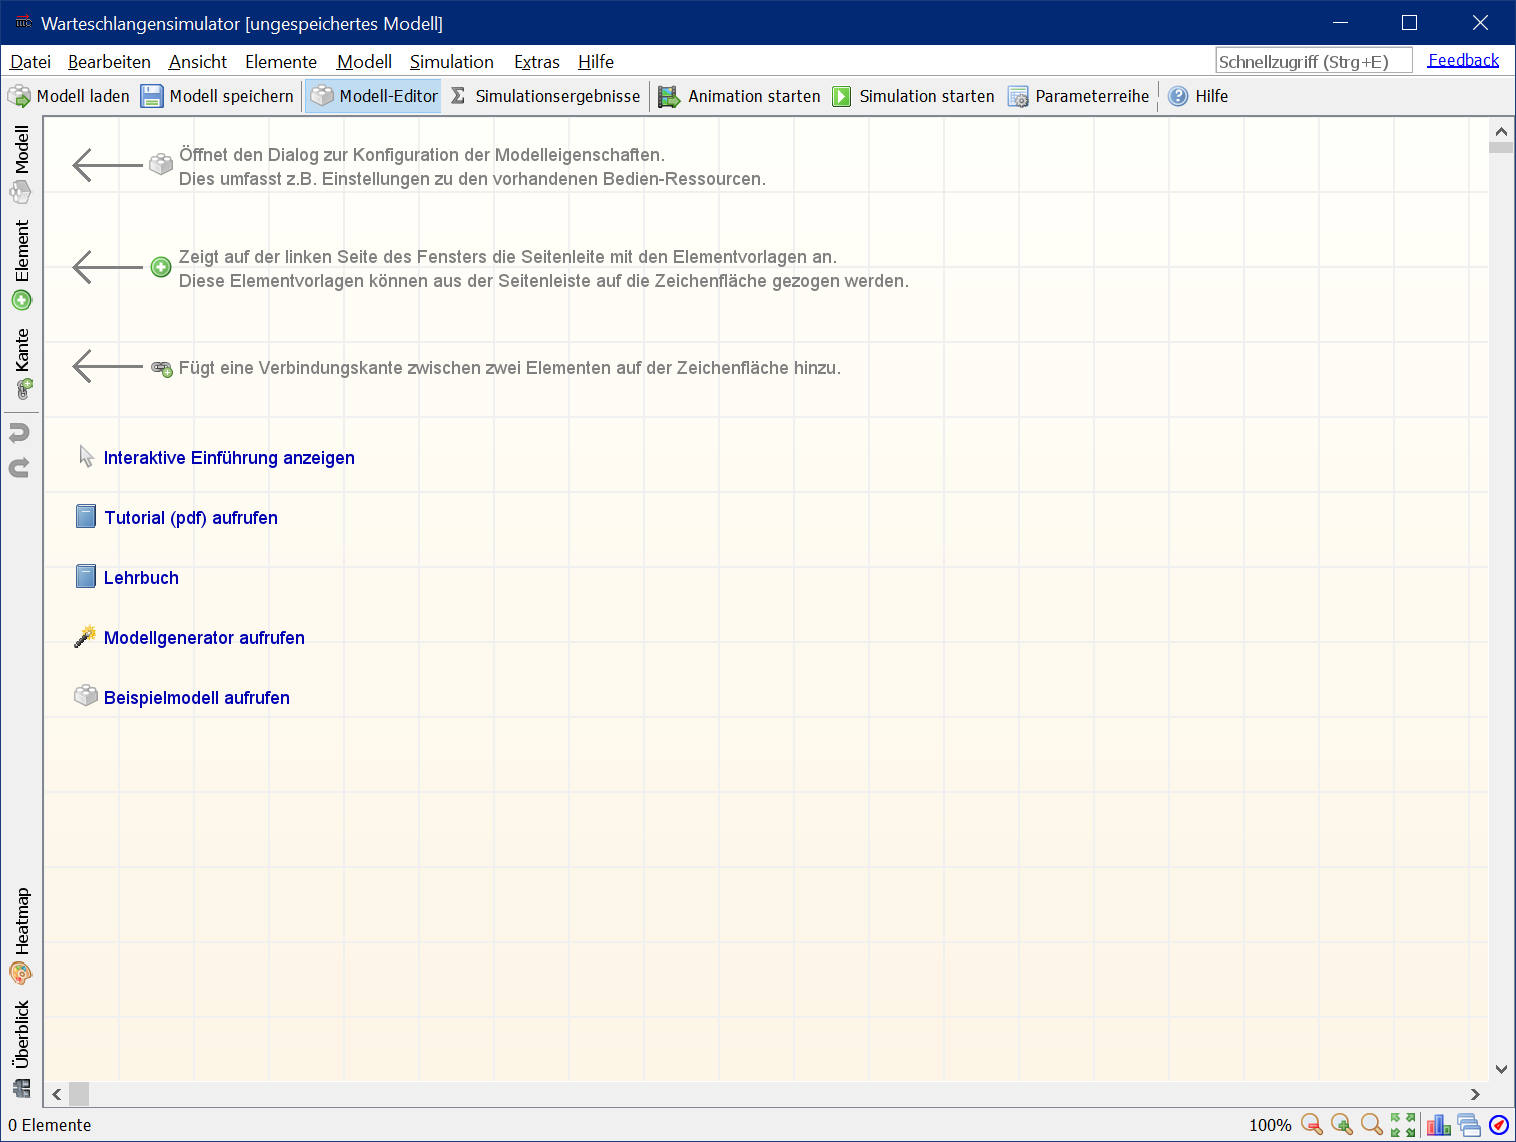 Warteschlangensimulator [ungespeichertes Modell]
Datei Bearbeiten Ansicht Elemente Modell Simulation Extras Hilfe Schnellzugriff (Strg+E) Feedback
Modell laden Modell speichern Modell-Editor Simulationsergebnisse Animation starten Simulation starten Parameterreihe Hilfe
Modell
Element
Kante
Öffnet den Dialog zur Konfiguration der Modelleigenschaften.
Dies umfasst z.B. Einstellungen zu den vorhandenen Bedien-Ressourcen.
Zeigt auf der linken Seite des Fensters die Seitenleite mit den Elementvorlagen an.
Diese Elementvorlagen können aus der Seitenleiste auf die Zeichenfläche gezogen werden.
Fügt eine Verbindungskante zwischen zwei Elementen auf der Zeichenfläche hinzu.
Interaktive Einführung anzeigen
Tutorial (pdf) aufrufen
Lehrbuch
Modellgenerator aufrufen
Beispielmodell aufrufen
Heatmap
Überblick
0 Elemente 100%